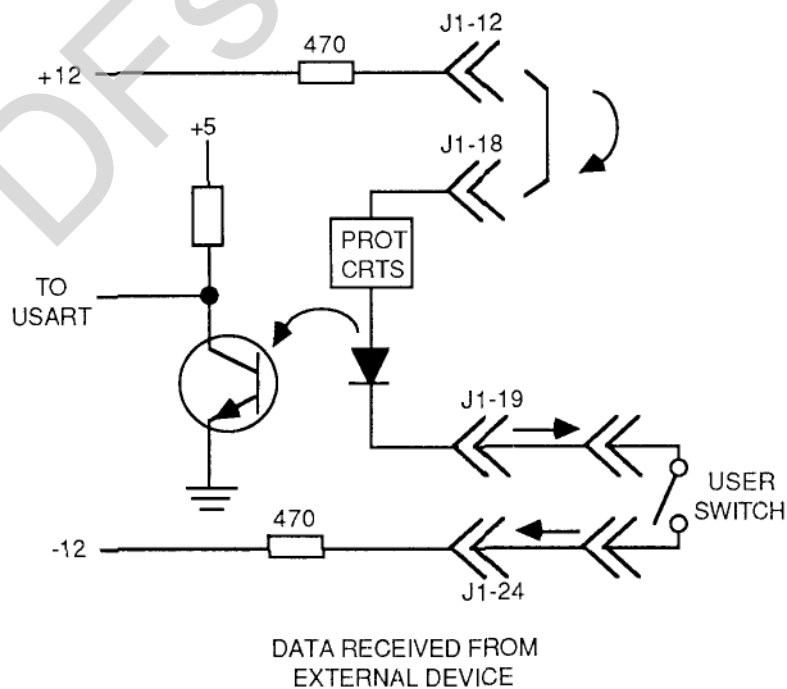 J1-12
470
+12
+5
J1-18
PROT
CRTS
TO
USART
J1-19
USER
SWITCH
470
-12
J1-24
DATA RECEIVED FROM
EXTERNAL DEVICE
DFs